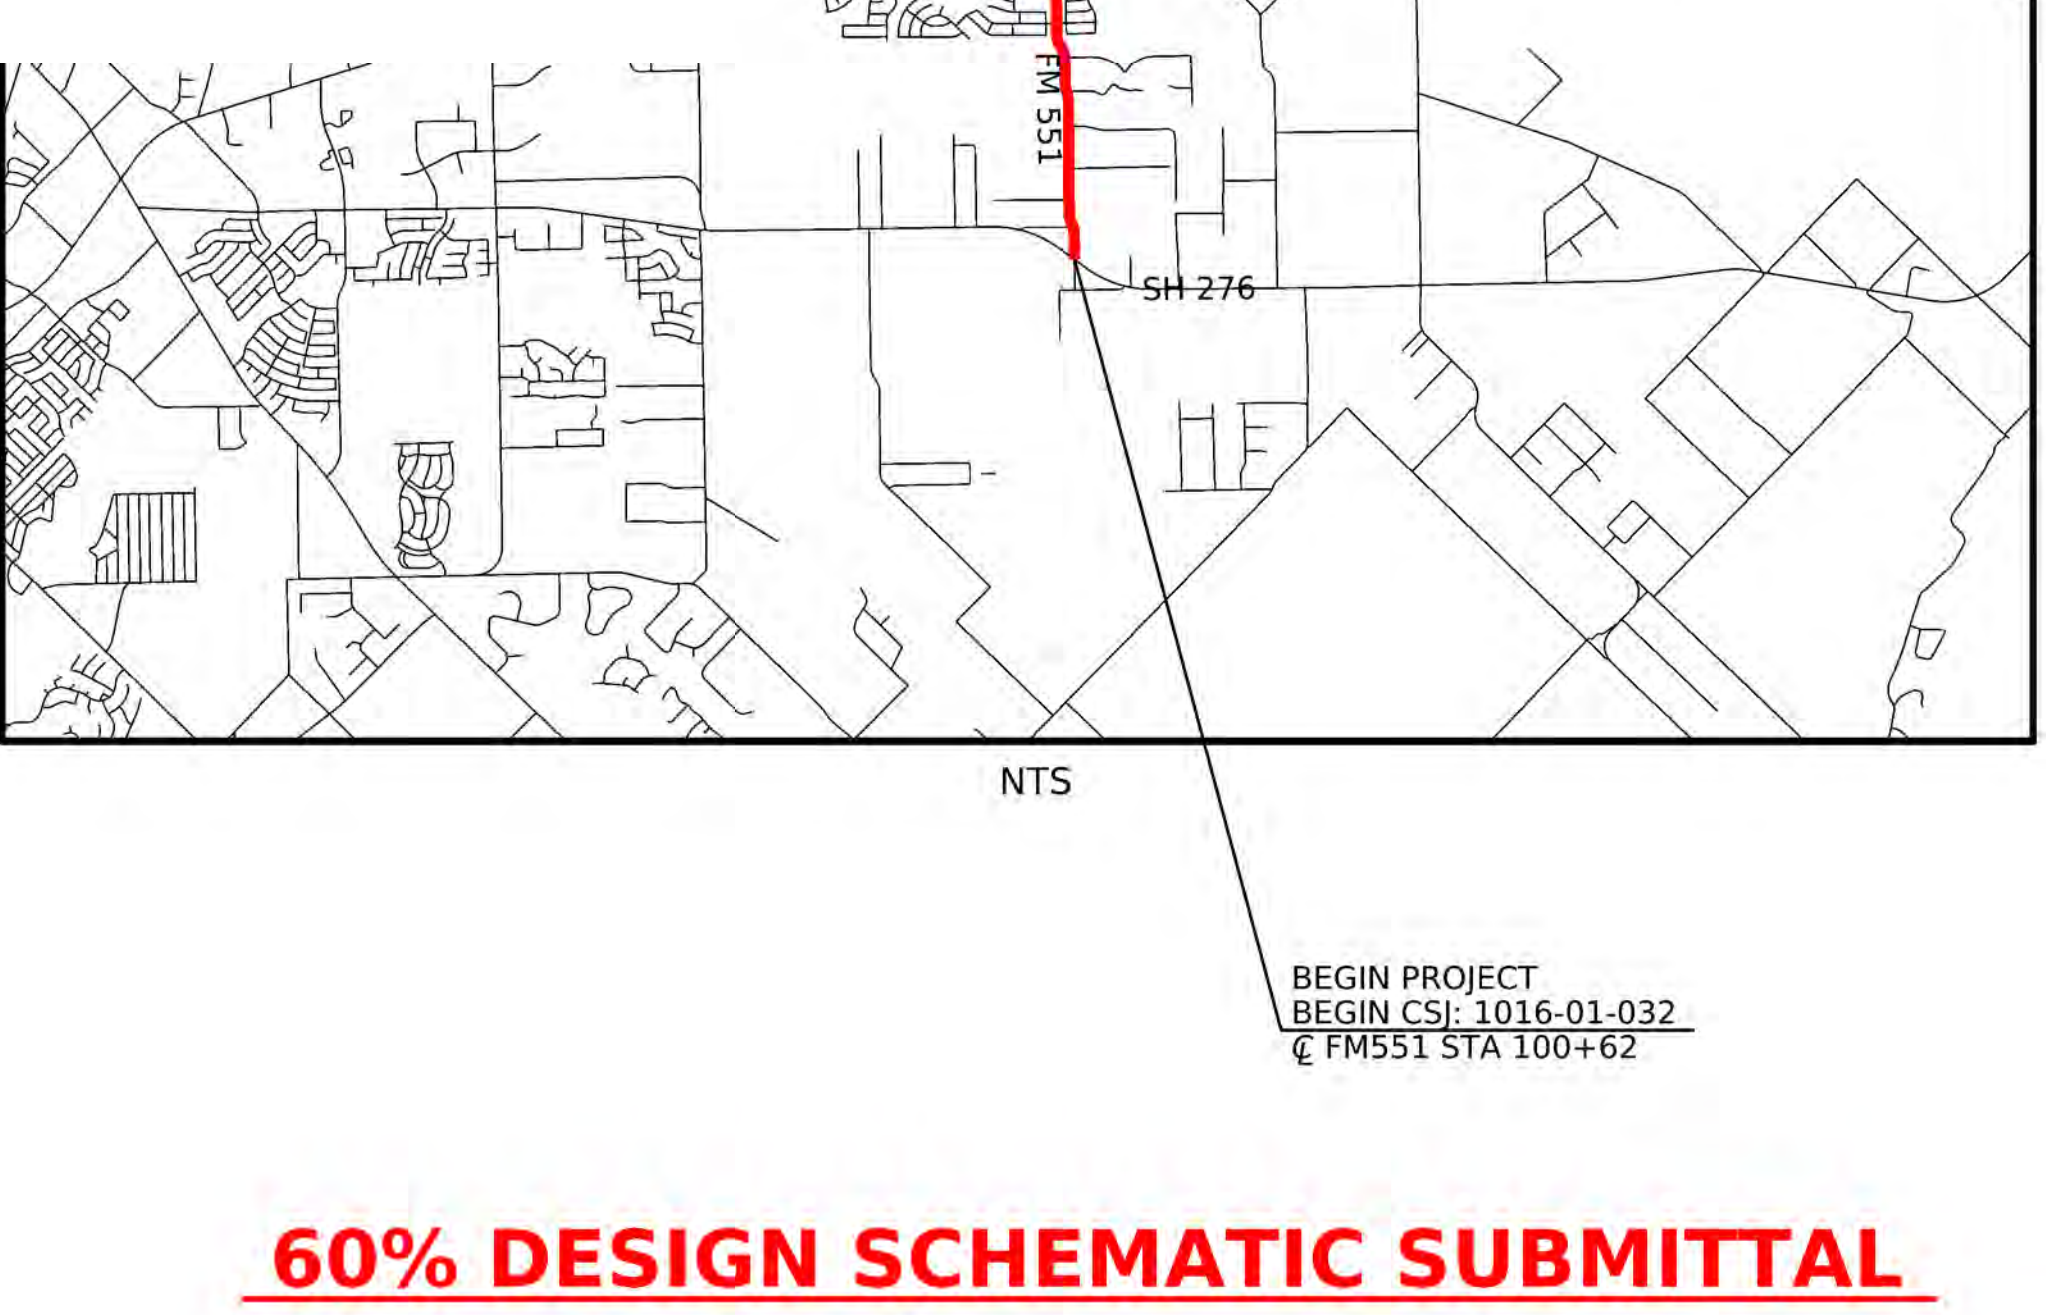 FM 551
SH 276
NTS
BEGIN PROJECT
BEGIN CSJ: 1016-01-032
℄ FM551 STA 100+62
60% DESIGN SCHEMATIC SUBMITTAL